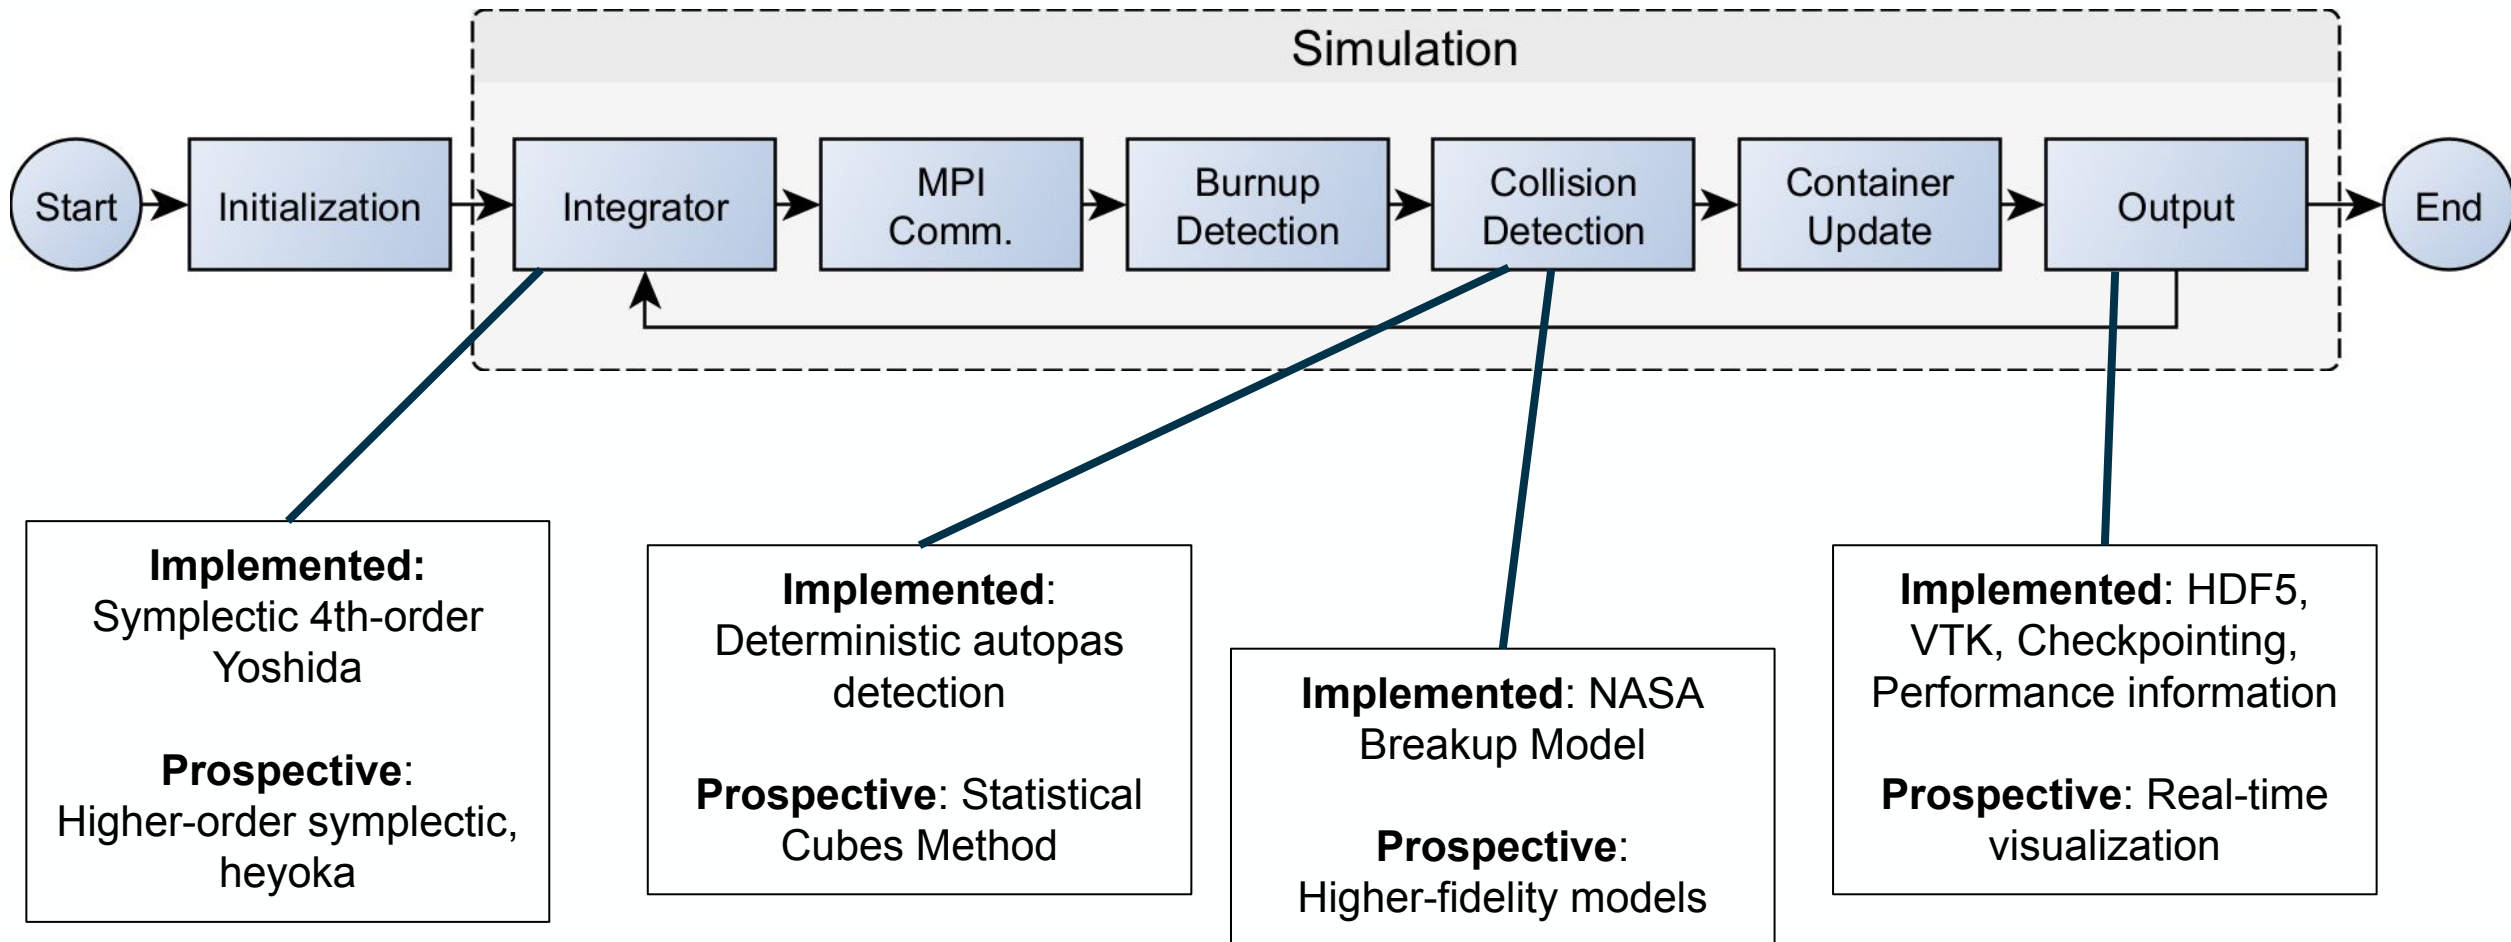 Simulation
Start
Initialization
Integrator
MPI
Comm.
Burnup
Detection
Collision
Detection
Container
Update
Output
End
Implemented:
Symplectic 4th-order
Yoshida
Prospective:
Higher-order symplectic,
heyoka
Implemented:
Deterministic autopas
detection
Prospective: Statistical
Cubes Method
Implemented: NASA
Breakup Model
Prospective:
Higher-fidelity models
Implemented: HDF5,
VTK, Checkpointing,
Performance information
Prospective: Real-time
visualization